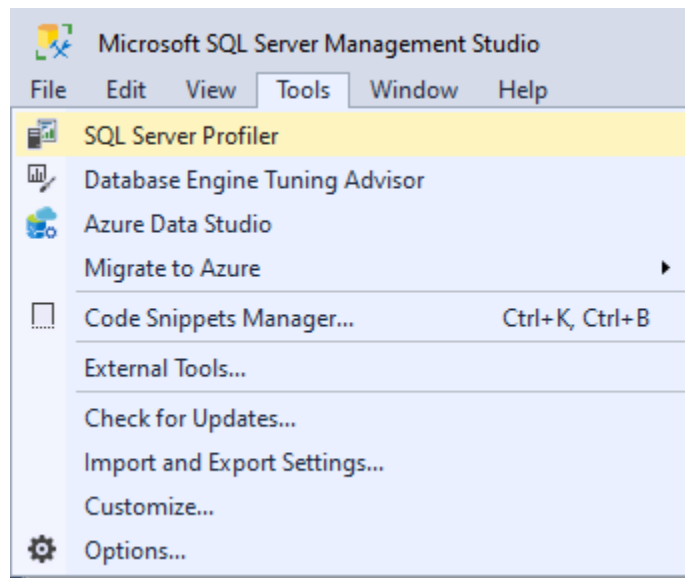 Microsoft SQL Server Management Studio
File Edit View Tools Window Help
SQL Server Profiler
Database Engine Tuning Advisor
Azure Data Studio
Migrate to Azure
Code Snippets Manager... Ctrl+K, Ctrl+B
External Tools...
Check for Updates...
Import and Export Settings...
Customize...
Options...